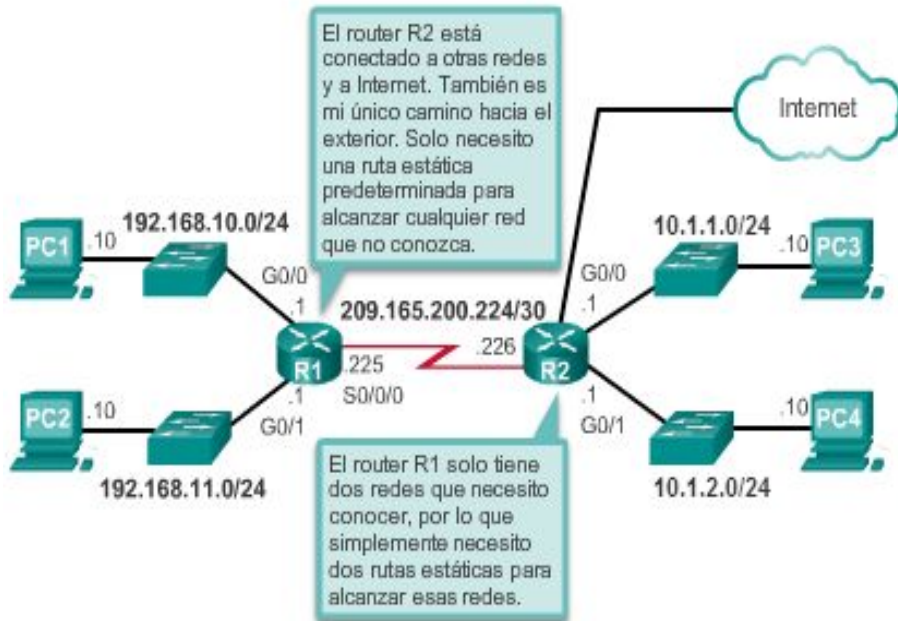 El router R2 está
conectado a otras redes
y a Internet. También es
mi único camino hacia el
exterior. Solo necesito
una ruta estática
predeterminada para
alcanzar cualquier red
que no conozca.
Internet
192.168.10.0/24
10.1.1.0/24
PC1
.10
G0/0
.1
209.165.200.224/30
G0/0
.1
.10
PC3
R1
.225
S0/0/0
.226
R2
PC2
.10
.1
G0/1
192.168.11.0/24
.1
G0/1
.10
PC4
10.1.2.0/24
El router R1 solo tiene
dos redes que necesito
conocer, por lo que
simplemente necesito
dos rutas estáticas para
alcanzar esas redes.